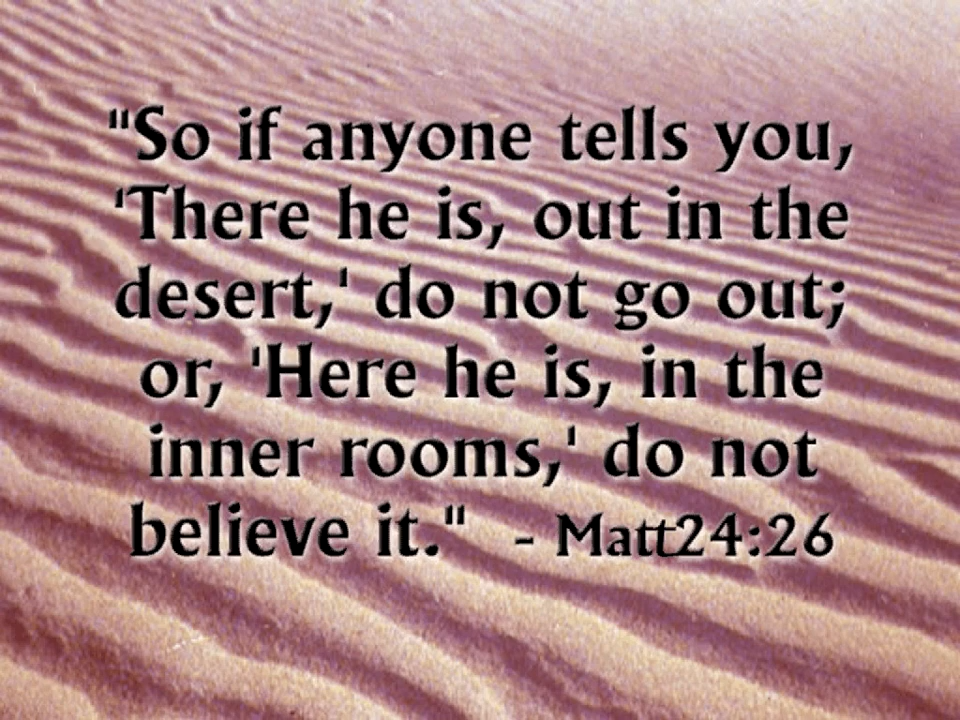 "So if anyone tells you,
'There he is, out in the
desert,' do not go out;
or, 'Here he is, in the
inner rooms,' do not
believe it." - Matt24:26